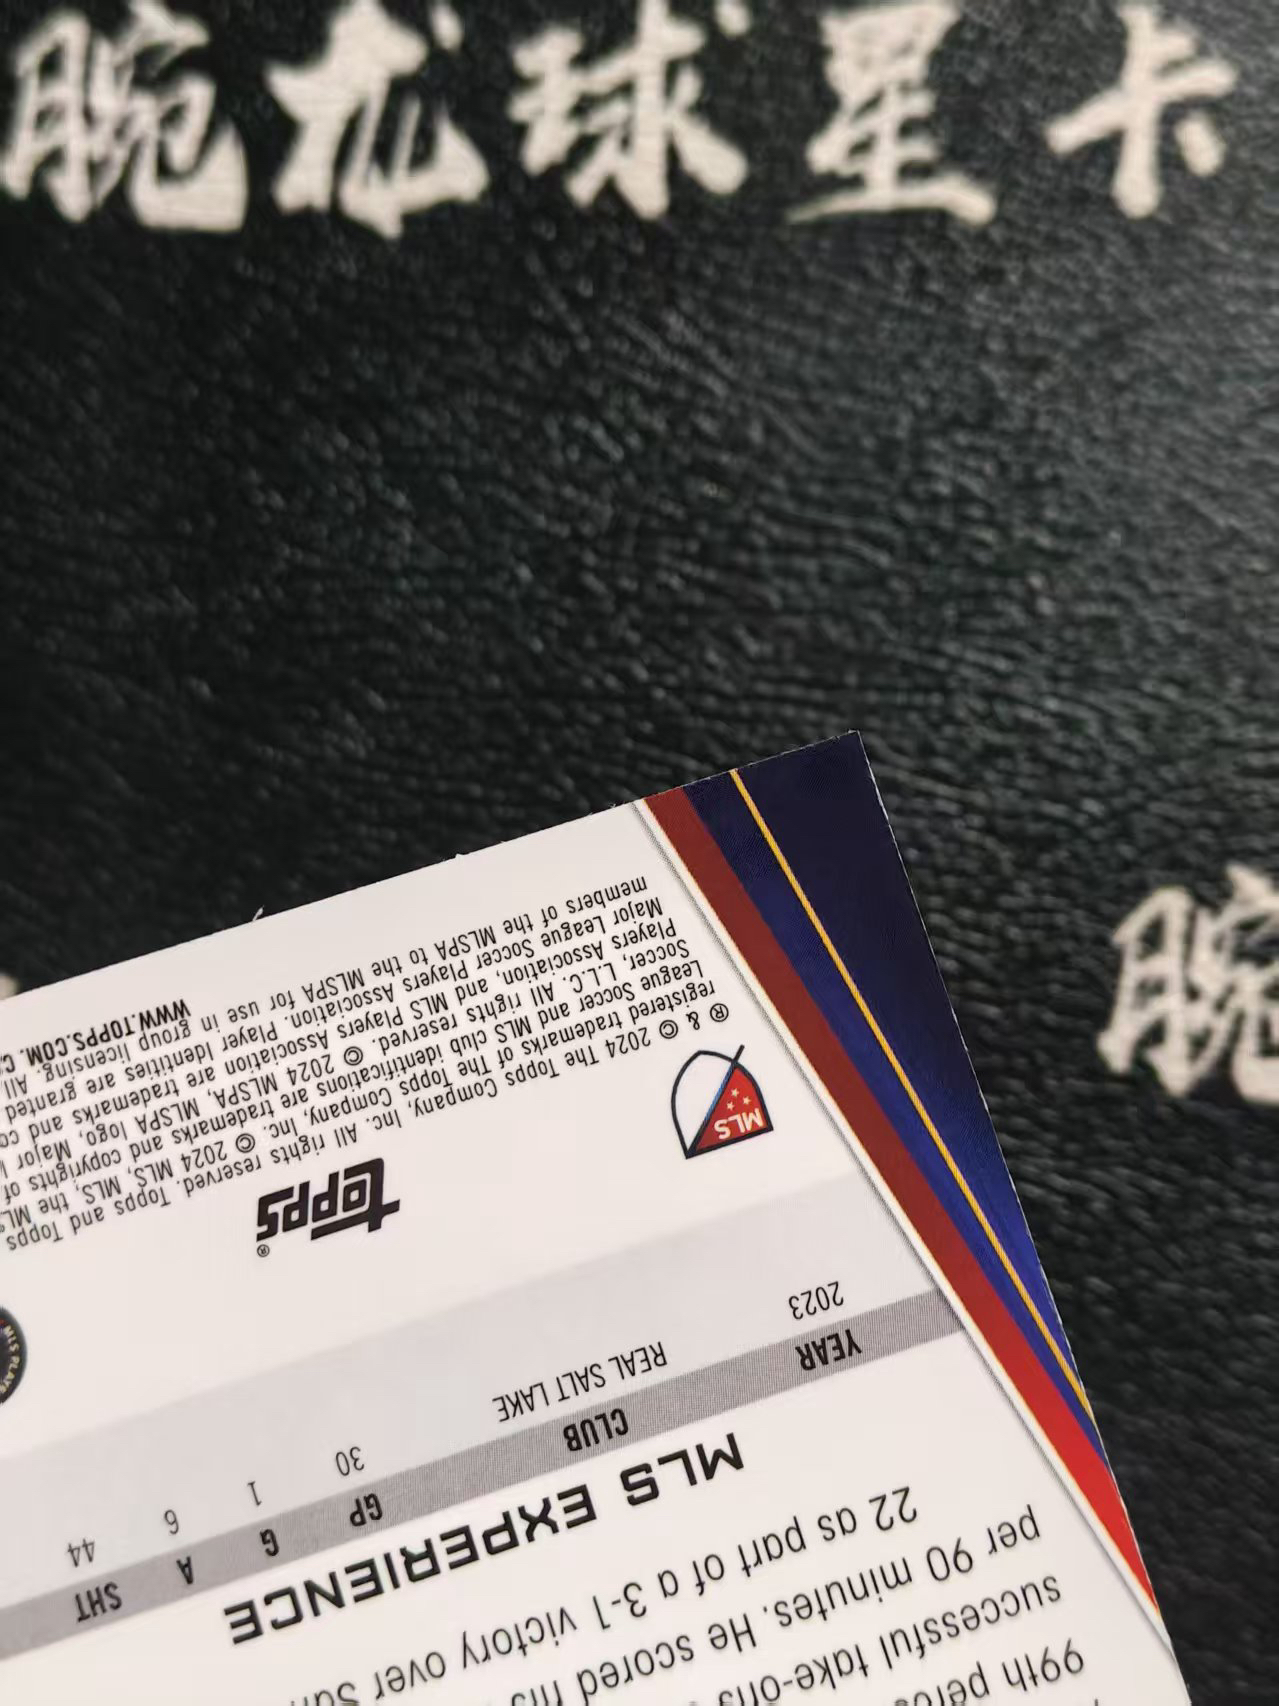 腕龙球星卡
腕
99th per
successful take-ons
per 90 minutes. He scored his
22 as part of a 3-1 victory over
MLS EXPERIENCE
YEAR CLUB GP G A SHT
2023 REAL SALT LAKE 30 1 6 44
topps®
MLS
® & © 2024 The Topps Company, Inc. All rights reserved. Topps and Topps
registered trademarks of The Topps Company, Inc. © 2024 MLS, MLS, the
League Soccer and MLS club identifications are trademarks and copyrights of
Soccer, L.L.C. All rights reserved. © 2024 MLSPA, MLSPA logo, Major
Players Association, and MLS Players Association are trademarks and
Major League Soccer Players Association. Player Identities are granted
members of the MLSPA to the MLSPA for use in group licensing. All
WWW.TOPPS.COM.
MLS PLAYE